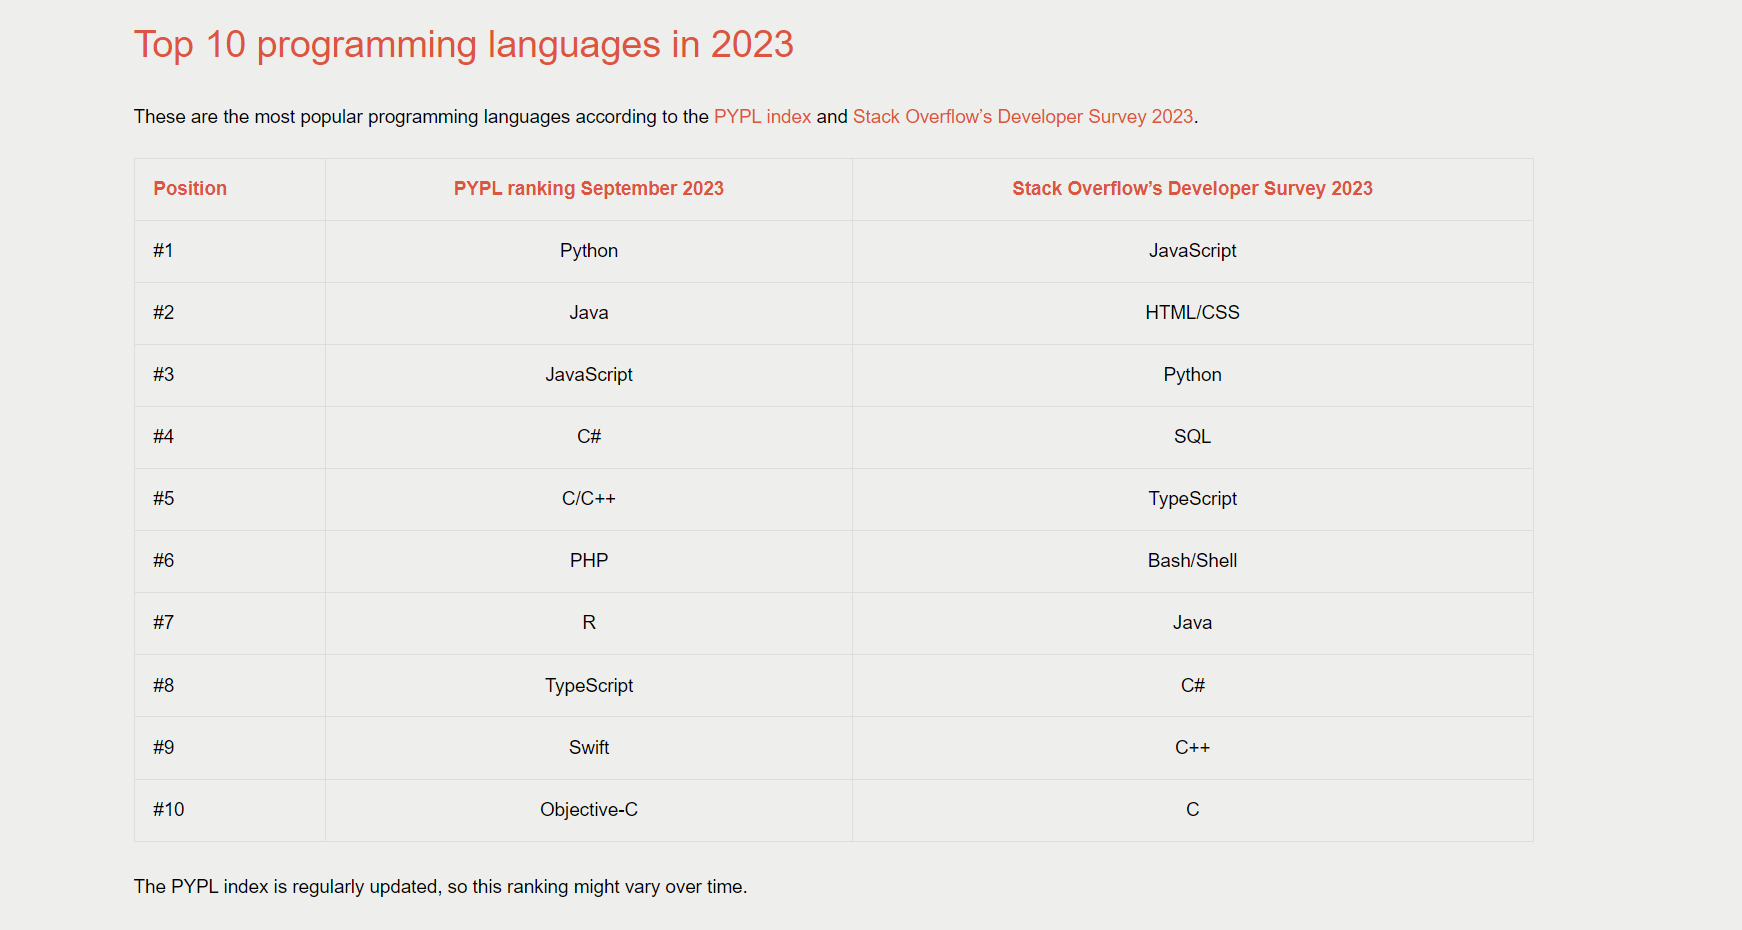 Top 10 programming languages in 2023
These are the most popular programming languages according to the PYPL index and Stack Overflow’s Developer Survey 2023.
Position PYPL ranking September 2023 Stack Overflow’s Developer Survey 2023
#1 Python JavaScript
#2 Java HTML/CSS
#3 JavaScript Python
#4 C# SQL
#5 C/C++ TypeScript
#6 PHP Bash/Shell
#7 R Java
#8 TypeScript C#
#9 Swift C++
#10 Objective-C C
The PYPL index is regularly updated, so this ranking might vary over time.